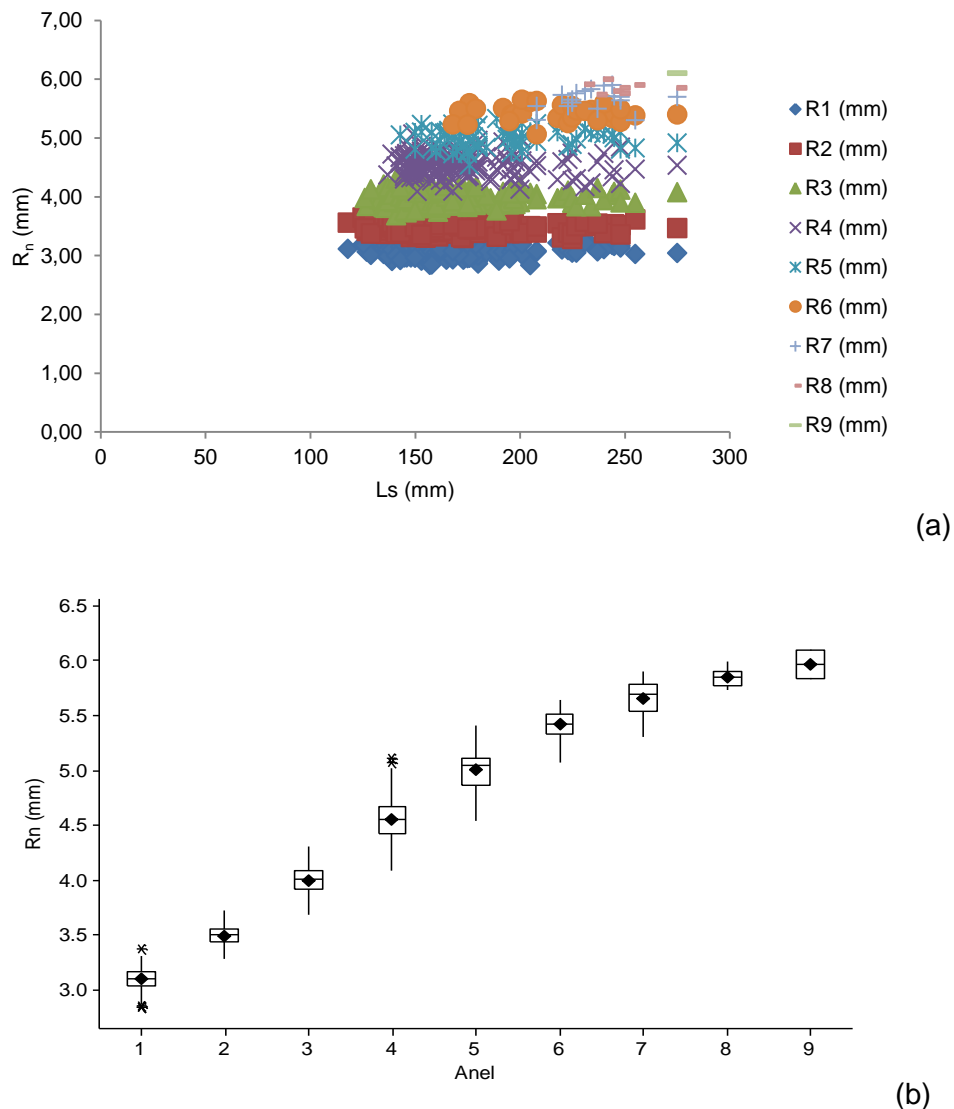 7,00
6,00
5,00
4,00
3,00
2,00
1,00
0,00
Rn (mm)
0 50 100 150 200 250 300
Ls (mm)
R1 (mm)
R2 (mm)
R3 (mm)
R4 (mm)
R5 (mm)
R6 (mm)
R7 (mm)
R8 (mm)
R9 (mm)
(a)
6.5
6.0
5.5
5.0
4.5
4.0
3.5
3.0
Rn (mm)
1 2 3 4 5 6 7 8 9
Anel
(b)